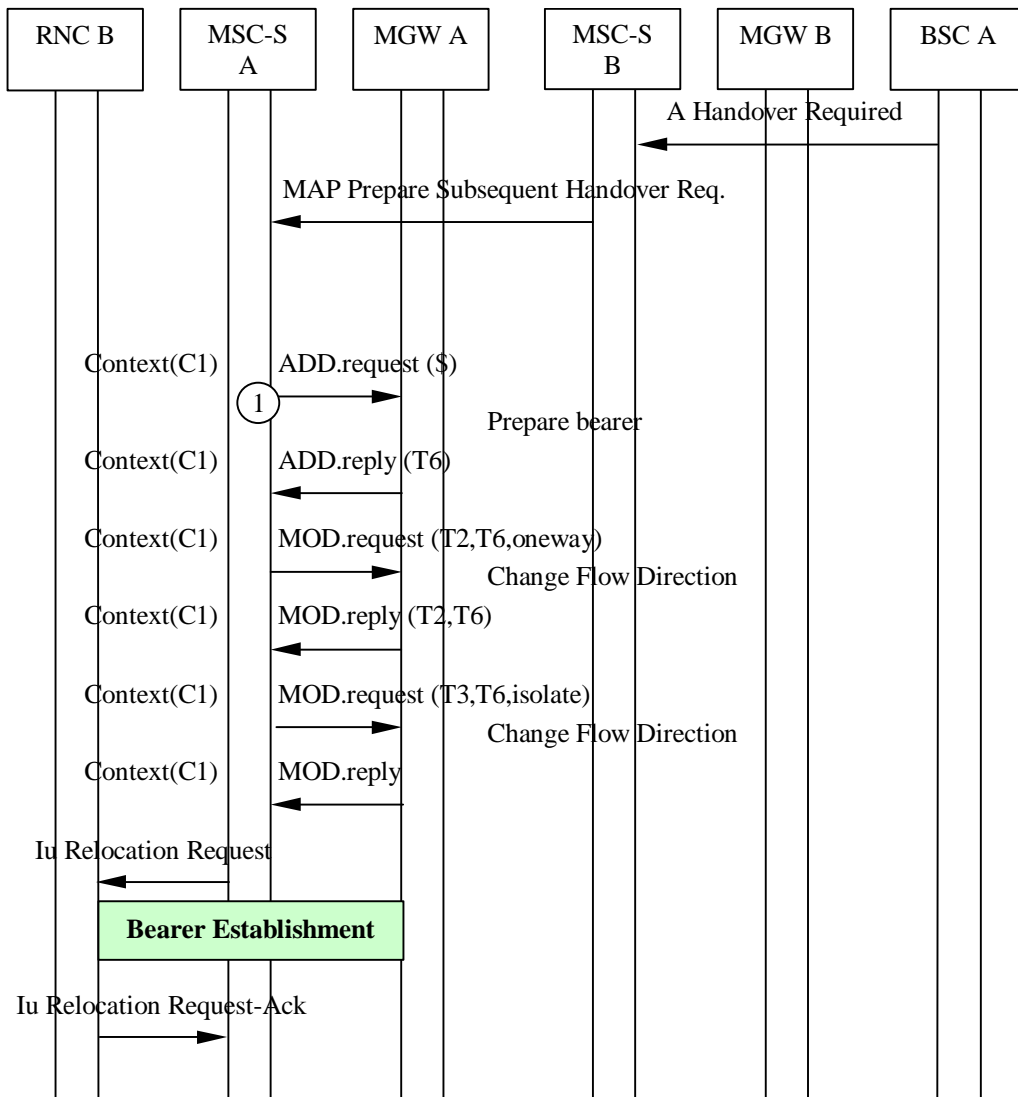 RNC B
MSC-S
A
MGW A
MSC-S
B
MGW B
BSC A
A Handover Required
MAP Prepare Subsequent Handover Req.
Context(C1)
ADD.request ($)
1
Prepare bearer
Context(C1)
ADD.reply (T6)
Context(C1)
MOD.request (T2,T6,oneway)
Change Flow Direction
Context(C1)
MOD.reply (T2,T6)
Context(C1)
MOD.request (T3,T6,isolate)
Change Flow Direction
Context(C1)
MOD.reply
Iu Relocation Request
Bearer Establishment
Iu Relocation Request-Ack